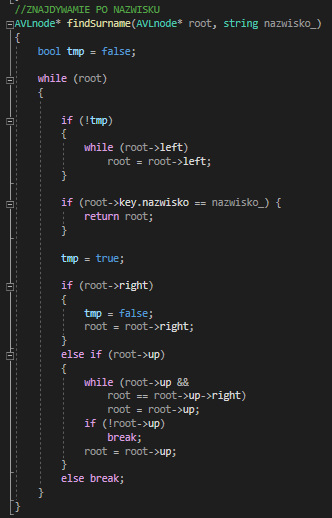 //ZNAJDYWAMIE PO NAZWISKU
AVLnode* findSurname(AVLnode* root, string nazwisko_)
{
    bool tmp = false;

    while (root)
    {

        if (!tmp)
        {
            while (root->left)
                root = root->left;
        }

        if (root->key.nazwisko == nazwisko_) {
            return root;
        }

        tmp = true;

        if (root->right)
        {
            tmp = false;
            root = root->right;
        }
        else if (root->up)
        {
            while (root->up &&
                root == root->up->right)
                root = root->up;
            if (!root->up)
                break;
            root = root->up;
        }
        else break;
    }
}